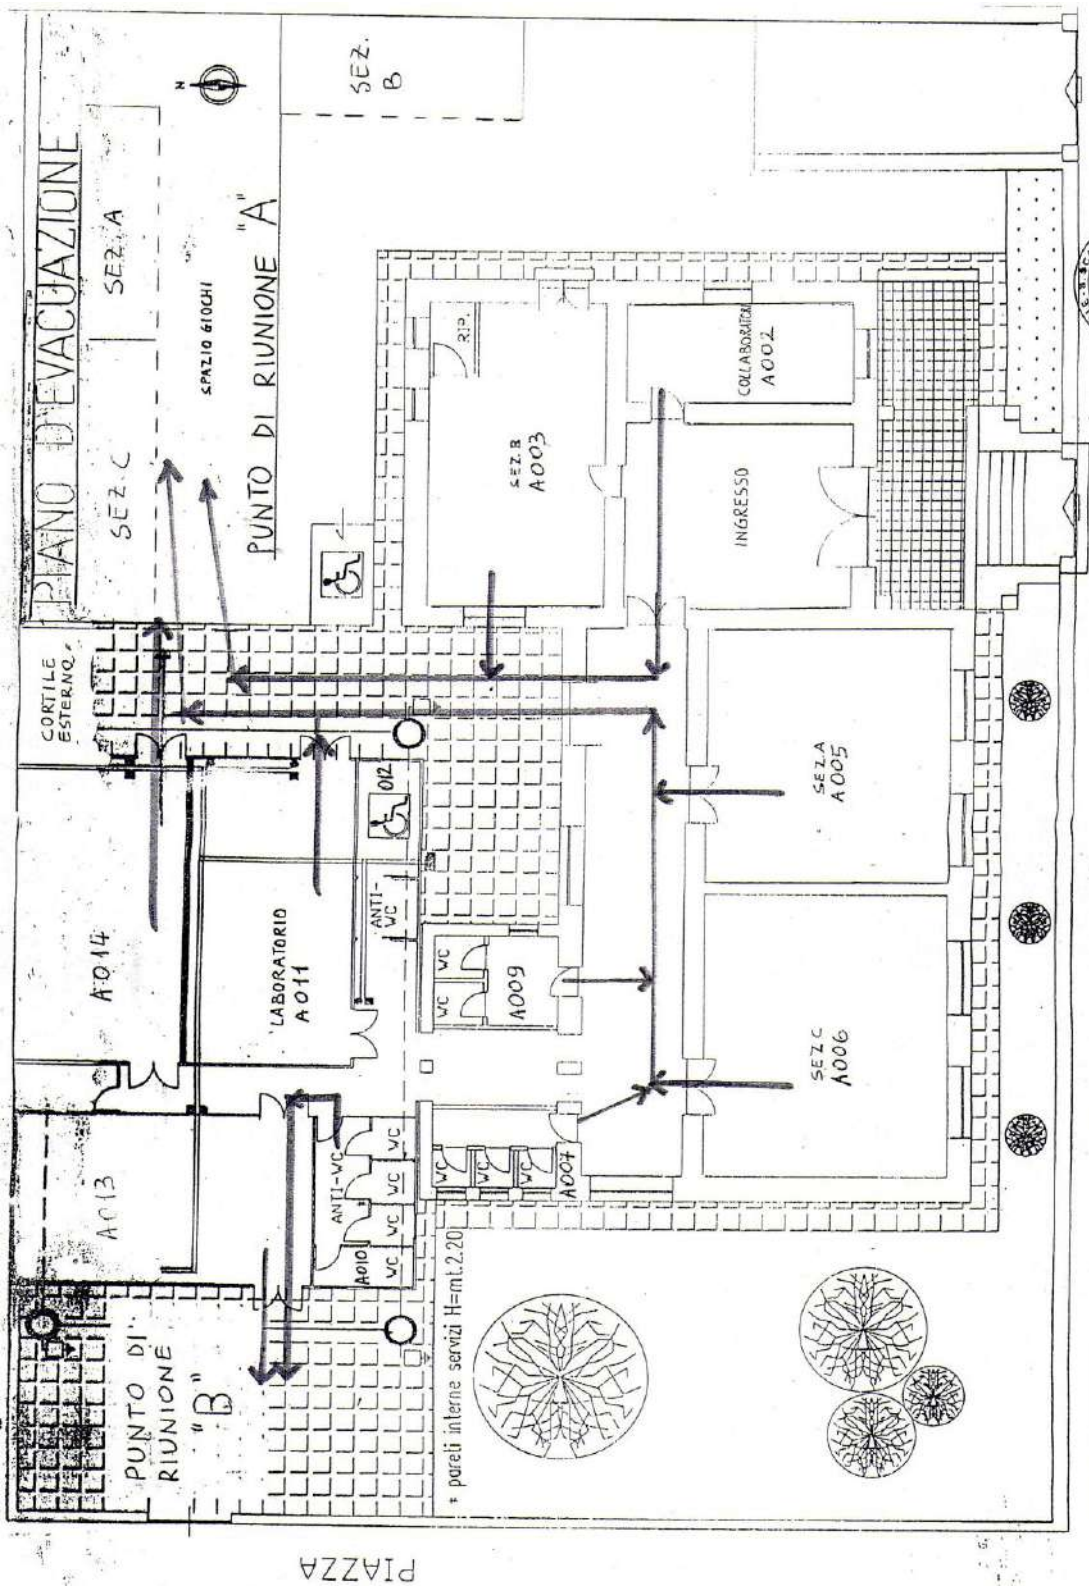 PIANO D'EVACUAZIONE
SEZ. C
SEZ. A
SEZ.
B
N
SPAZIO GIOCHI
PUNTO DI RIUNIONE "A"
CORTILE
ESTERNO
A014
A013
LABORATORIO
A011
012
ANTI-
WC
PUNTO DI
RIUNIONE
"B"
ANTI-WC
A010
WC
WC
WC
WC
WC
WC
WC
A007
WC
WC
A009
RIP.
SEZ.B
A003
COLLABORATORI
A002
INGRESSO
SEZ.A
A005
SEZ C
A006
* pareti interne servizi H=mt.2.20
PIAZZA